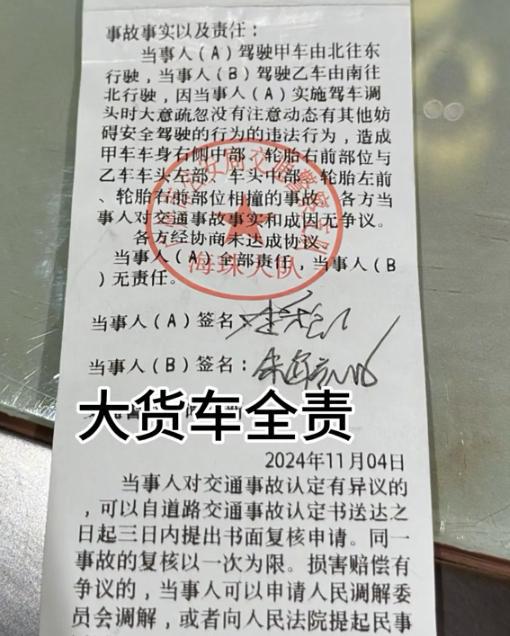 事故事实以及责任：
当事人(A)驾驶甲车由北往东
行驶，当事人(B)驾驶乙车由南往
北行驶，因当事人(A)实施驾车调
头时大意疏忽没有注意动态有其他妨
碍安全驾驶的行为的违法行为，造成
甲车车身右侧中部、轮胎右前部位与
乙车车头左部、车头中部、轮胎左前
、轮胎右前部位相撞的事故。各方当
事人对交通事故事实和成因无争议。
各方经协商未达成协议。
当事人(A)全部责任，当事人(B
)无责任。
海珠大队
当事人(A)签名：
当事人(B)签名：
大货车全责
2024年11月04日
当事人对交通事故认定有异议的
，可以自道路交通事故认定书送达之
日起三日内提出书面复核申请。同一
事故的复核以一次为限。损害赔偿有
争议的，当事人可以申请人民调解委
员会调解，或者向人民法院提起民事